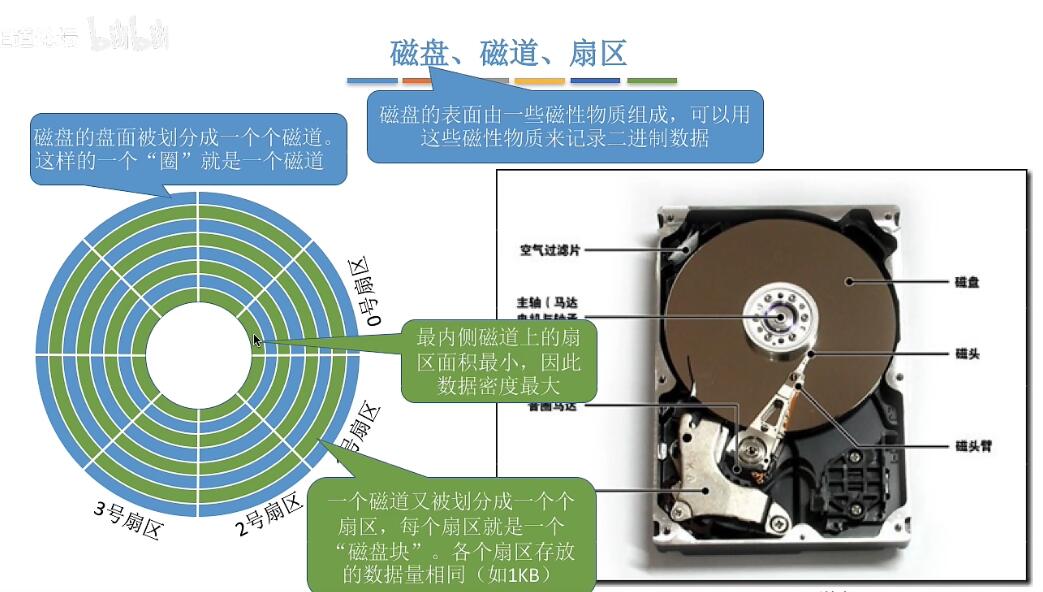 bilibili
磁盘、磁道、扇区
磁盘的表面由一些磁性物质组成，可以用
这些磁性物质来记录二进制数据
磁盘的盘面被划分成一个个磁道。
这样的一个“圈”就是一个磁道
0号扇区
号扇区
2号扇区
3号扇区
最内侧磁道上的扇
区面积最小，因此
数据密度最大
一个磁道又被划分成一个个
扇区，每个扇区就是一个
“磁盘块”。各个扇区存放
的数据量相同（如1KB）
空气过滤片
主轴（马达
音圈马达
磁盘
磁头
磁头臂